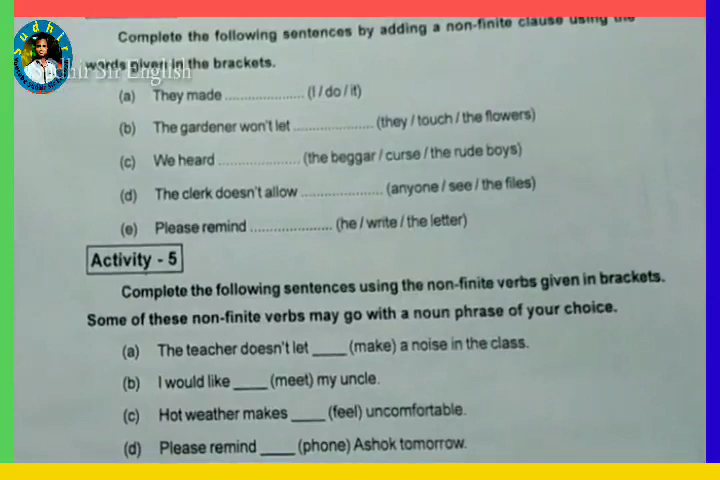 Complete the following sentences by adding a non-finite clause using the
words given in the brackets.
Sudhir
Sudhir Sir English
(a) They made .................... (I / do / it)
(b) The gardener won't let .................... (they / touch / the flowers)
(c) We heard .................... (the beggar / curse / the rude boys)
(d) The clerk doesn't allow .................... (anyone / see / the files)
(e) Please remind .................... (he / write / the letter)
Activity - 5
Complete the following sentences using the non-finite verbs given in brackets.
Some of these non-finite verbs may go with a noun phrase of your choice.
(a) The teacher doesn't let ____ (make) a noise in the class.
(b) I would like ____ (meet) my uncle.
(c) Hot weather makes ____ (feel) uncomfortable.
(d) Please remind ____ (phone) Ashok tomorrow.